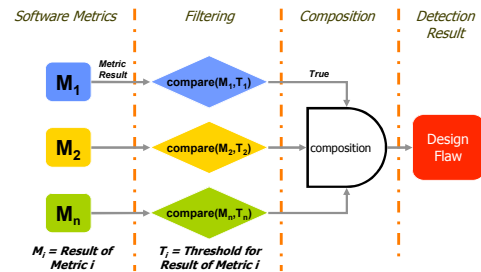 Software Metrics
Filtering
Composition
Detection
Result
M1
Metric
Result
compare(M1,T1)
True
M2
compare(M2,T2)
composition
Design
Flaw
Mn
compare(Mn,Tn)
Mi = Result of
Metric i
Ti = Threshold for
Result of Metric i